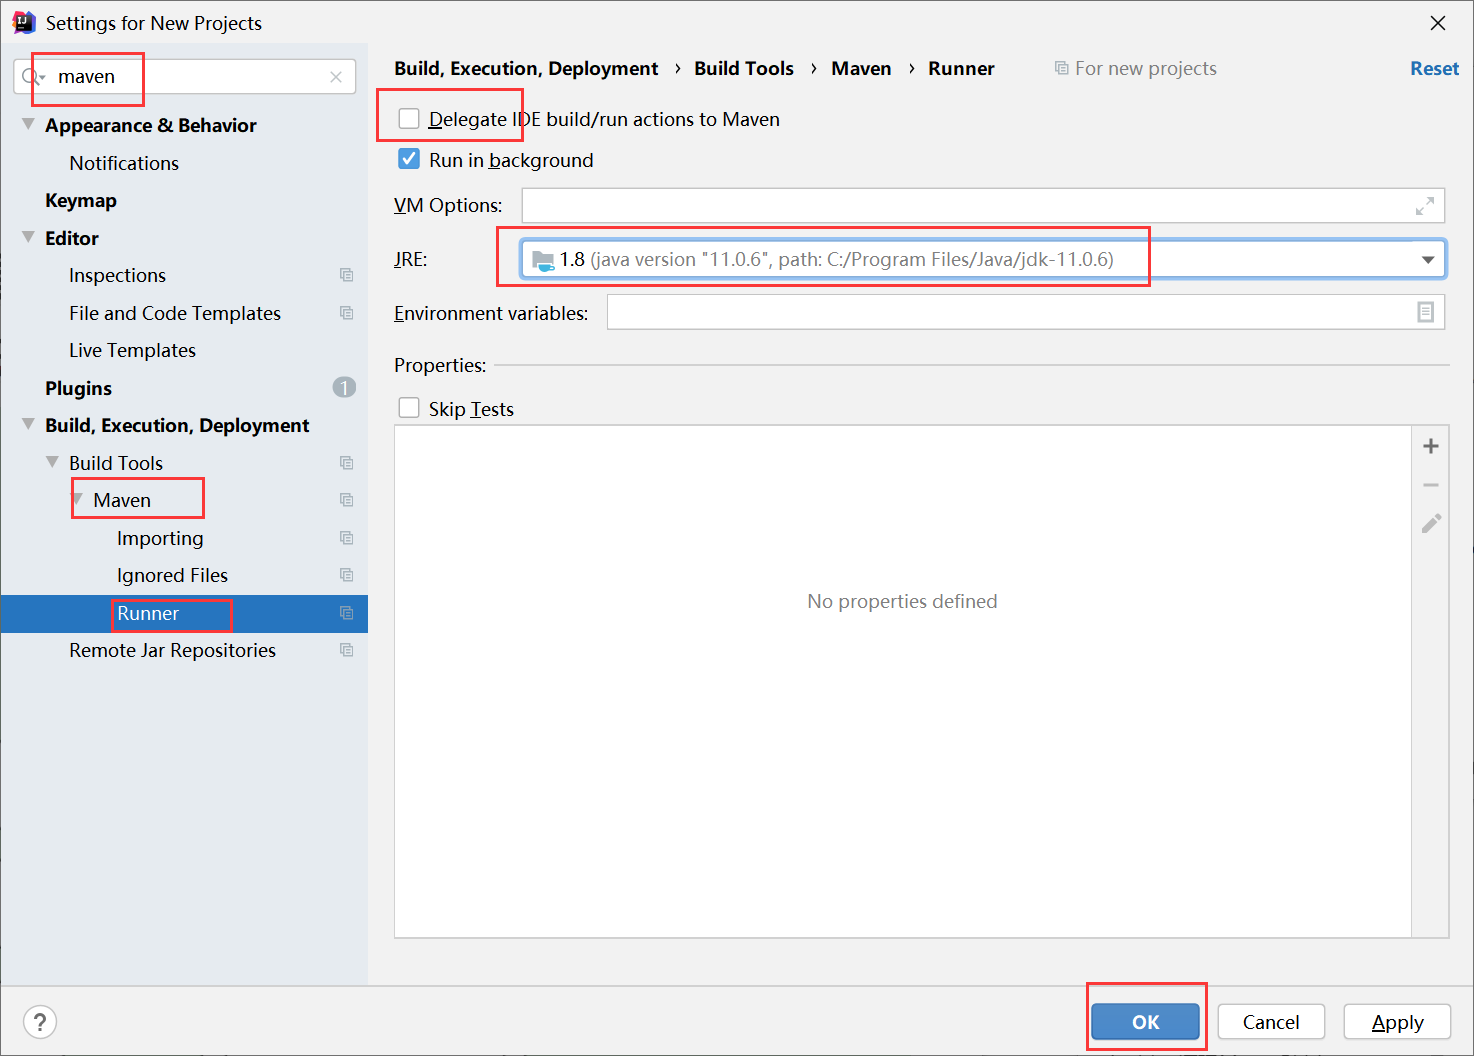 Settings for New Projects
maven
Appearance & Behavior
Notifications
Keymap
Editor
Inspections
File and Code Templates
Live Templates
Plugins 1
Build, Execution, Deployment
Build Tools
Maven
Importing
Ignored Files
Runner
Remote Jar Repositories
Build, Execution, Deployment › Build Tools › Maven › Runner For new projects Reset
Delegate IDE build/run actions to Maven
Run in background
VM Options:
JRE: 1.8 (java version "11.0.6", path: C:/Program Files/Java/jdk-11.0.6)
Environment variables:
Properties:
Skip Tests
No properties defined
? OK Cancel Apply